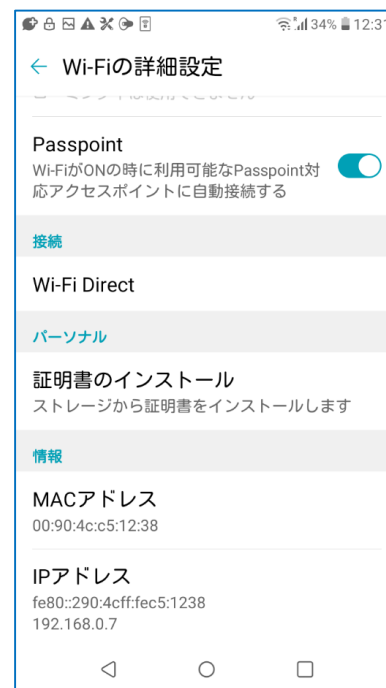 34% 12:31
Wi-Fiの詳細設定
Passpoint
Wi-FiがONの時に利用可能なPasspoint対
応アクセスポイントに自動接続する
接続
Wi-Fi Direct
パーソナル
証明書のインストール
ストレージから証明書をインストールします
情報
MACアドレス
00:90:4c:c5:12:38
IPアドレス
fe80::290:4cff:fec5:1238
192.168.0.7